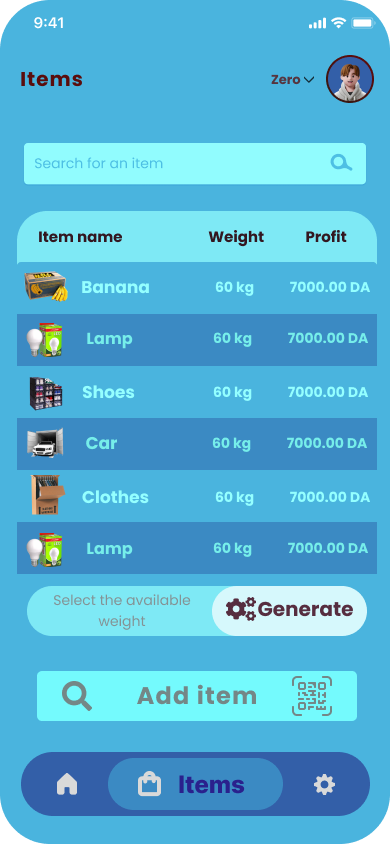 9:41
Items
Zero
Search for an item
Item name Weight Profit
Banana 60 kg 7000.00 DA
Lamp 60 kg 7000.00 DA
Shoes 60 kg 7000.00 DA
Car 60 kg 7000.00 DA
Clothes 60 kg 7000.00 DA
Lamp 60 kg 7000.00 DA
Select the available
weight
Generate
Add item
Items